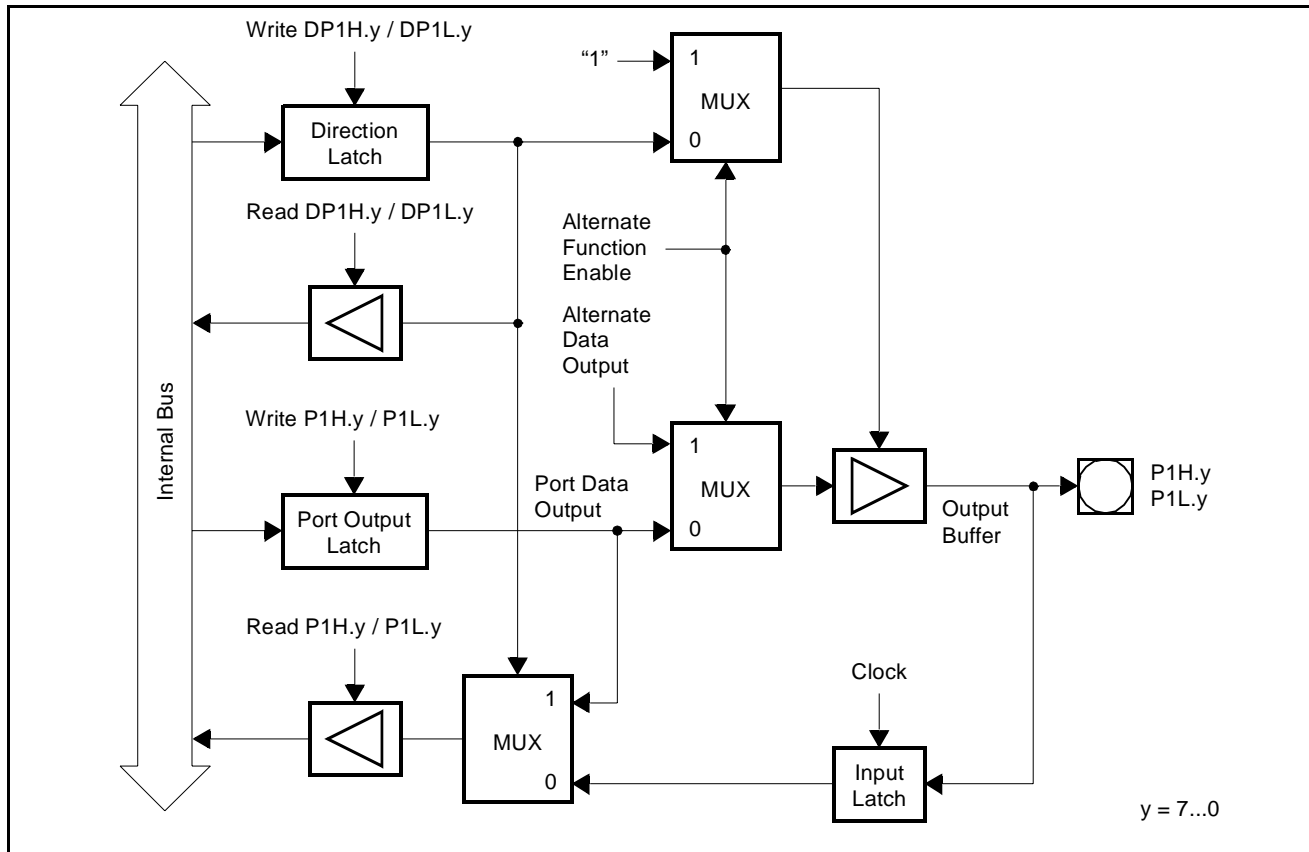 Write DP1H.y / DP1L.y
“1”
1
MUX
0
Direction
Latch
Read DP1H.y / DP1L.y
Alternate
Function
Enable
Alternate
Data
Output
Internal Bus
Write P1H.y / P1L.y
1
MUX
0
Port Data
Output
Port Output
Latch
Output
Buffer
P1H.y
P1L.y
Read P1H.y / P1L.y
1
MUX
0
Clock
Input
Latch
y = 7...0